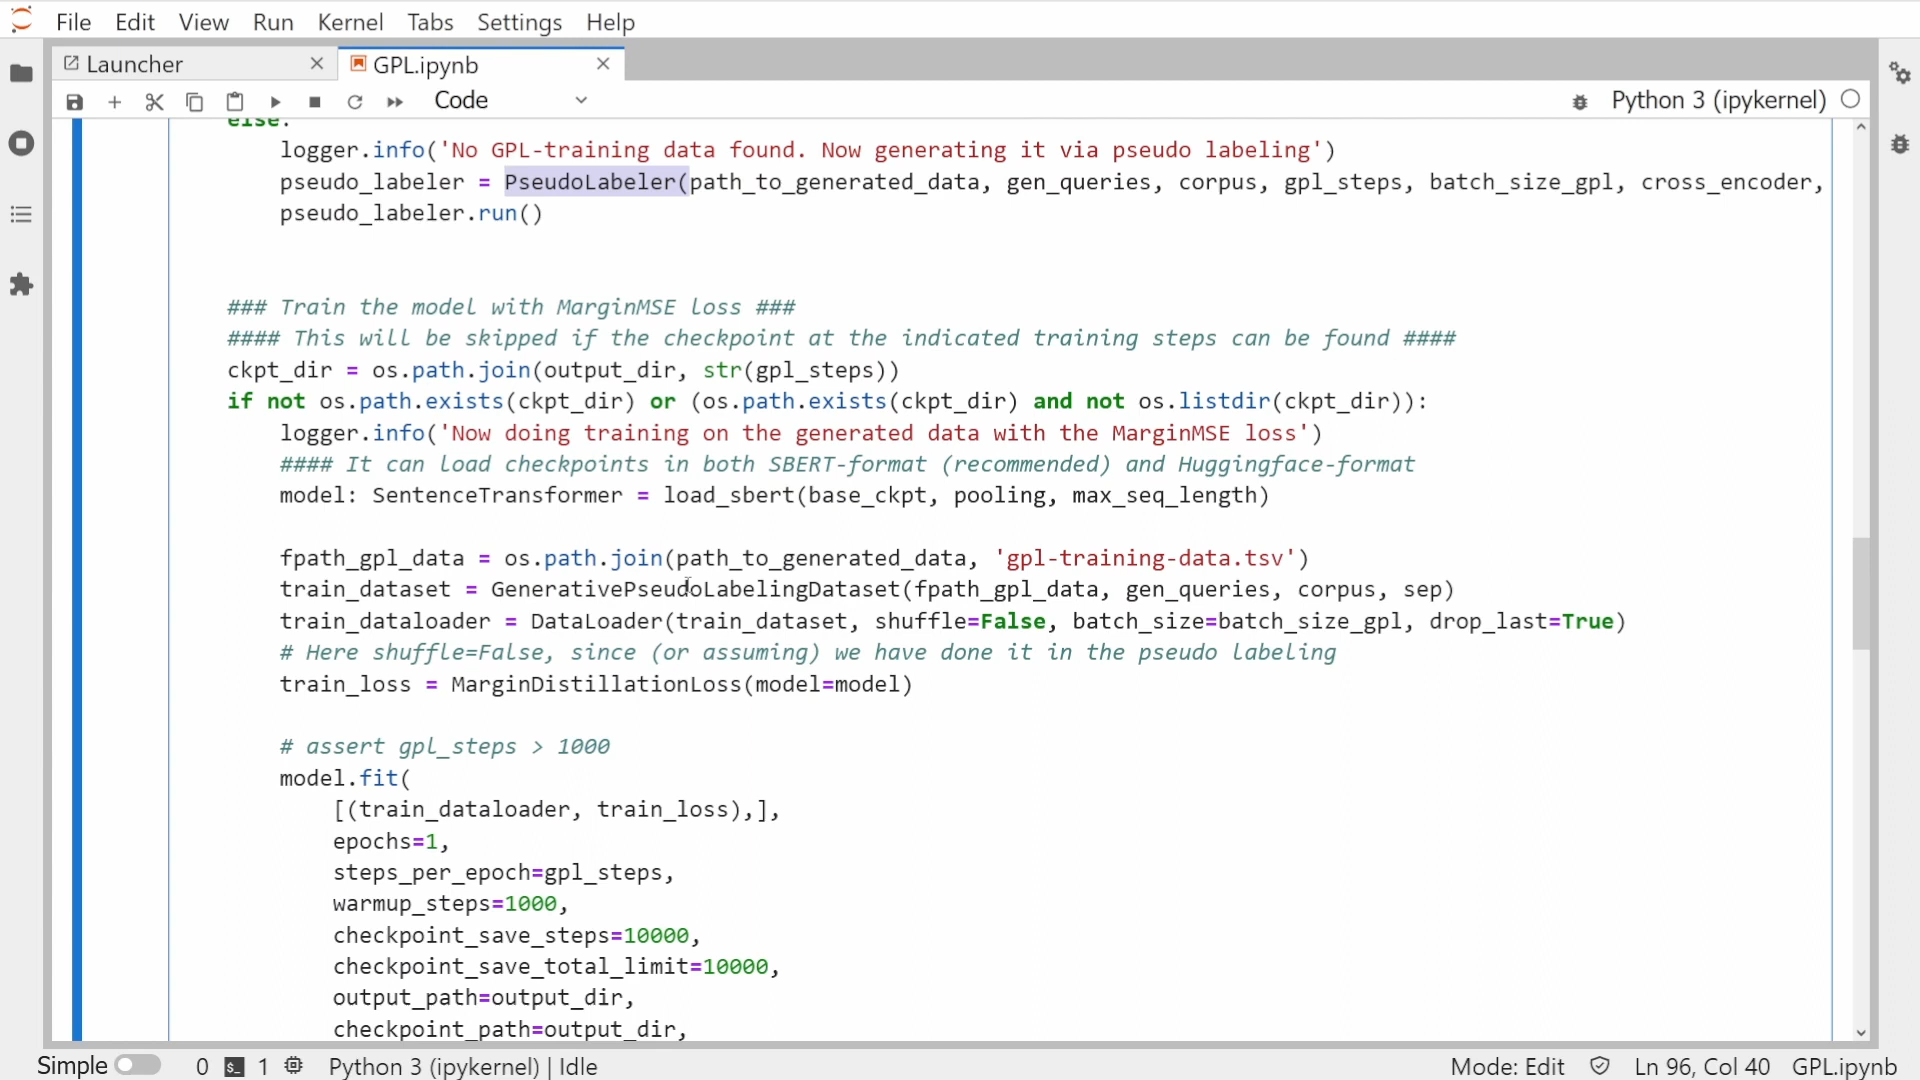 File Edit View Run Kernel Tabs Settings Help
Launcher GPL.ipynb
Code Python 3 (ipykernel)
else:
logger.info('No GPL-training data found. Now generating it via pseudo labeling')
pseudo_labeler = PseudoLabeler(path_to_generated_data, gen_queries, corpus, gpl_steps, batch_size_gpl, cross_encoder,
pseudo_labeler.run()
### Train the model with MarginMSE loss ###
#### This will be skipped if the checkpoint at the indicated training steps can be found ####
ckpt_dir = os.path.join(output_dir, str(gpl_steps))
if not os.path.exists(ckpt_dir) or (os.path.exists(ckpt_dir) and not os.listdir(ckpt_dir)):
logger.info('Now doing training on the generated data with the MarginMSE loss')
#### It can load checkpoints in both SBERT-format (recommended) and Huggingface-format
model: SentenceTransformer = load_sbert(base_ckpt, pooling, max_seq_length)
fpath_gpl_data = os.path.join(path_to_generated_data, 'gpl-training-data.tsv')
train_dataset = GenerativePseudoLabelingDataset(fpath_gpl_data, gen_queries, corpus, sep)
train_dataloader = DataLoader(train_dataset, shuffle=False, batch_size=batch_size_gpl, drop_last=True)
# Here shuffle=False, since (or assuming) we have done it in the pseudo labeling
train_loss = MarginDistillationLoss(model=model)
# assert gpl_steps > 1000
model.fit(
[(train_dataloader, train_loss),],
epochs=1,
steps_per_epoch=gpl_steps,
warmup_steps=1000,
checkpoint_save_steps=10000,
checkpoint_save_total_limit=10000,
output_path=output_dir,
checkpoint_path=output_dir,
Simple 0 1 Python 3 (ipykernel) | Idle Mode: Edit Ln 96, Col 40 GPL.ipynb